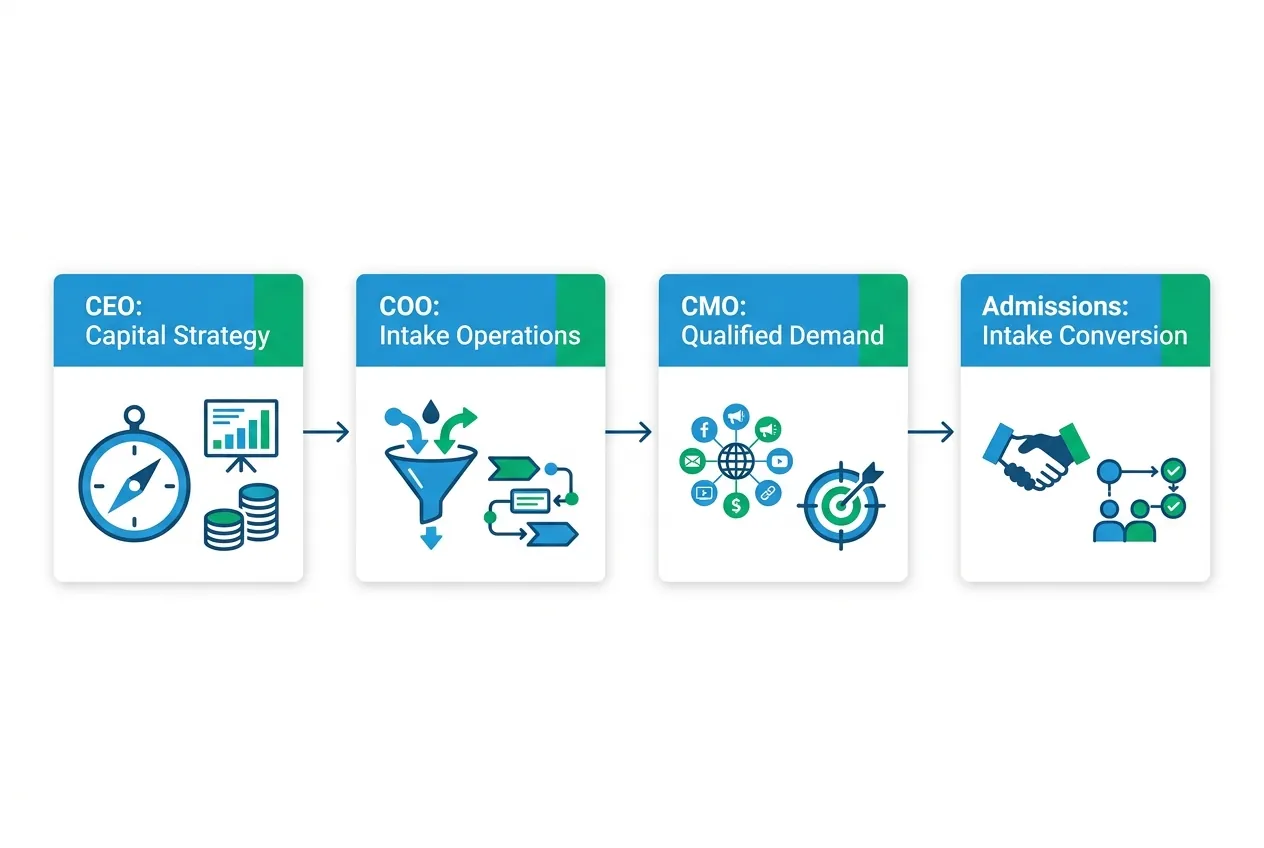 CEO:
Capital Strategy
COO:
Intake Operations
CMO:
Qualified Demand
Admissions:
Intake Conversion
f
$